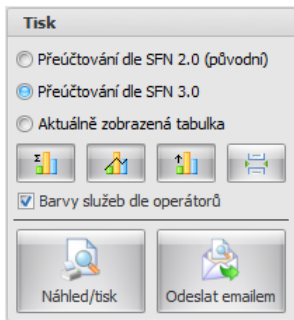 Tisk
Přeúčtování dle SFN 2.0 (původní)
Přeúčtování dle SFN 3.0
Aktuálně zobrazená tabulka
Σ
Barvy služeb dle operátorů
Náhled/tisk
Odeslat emailem